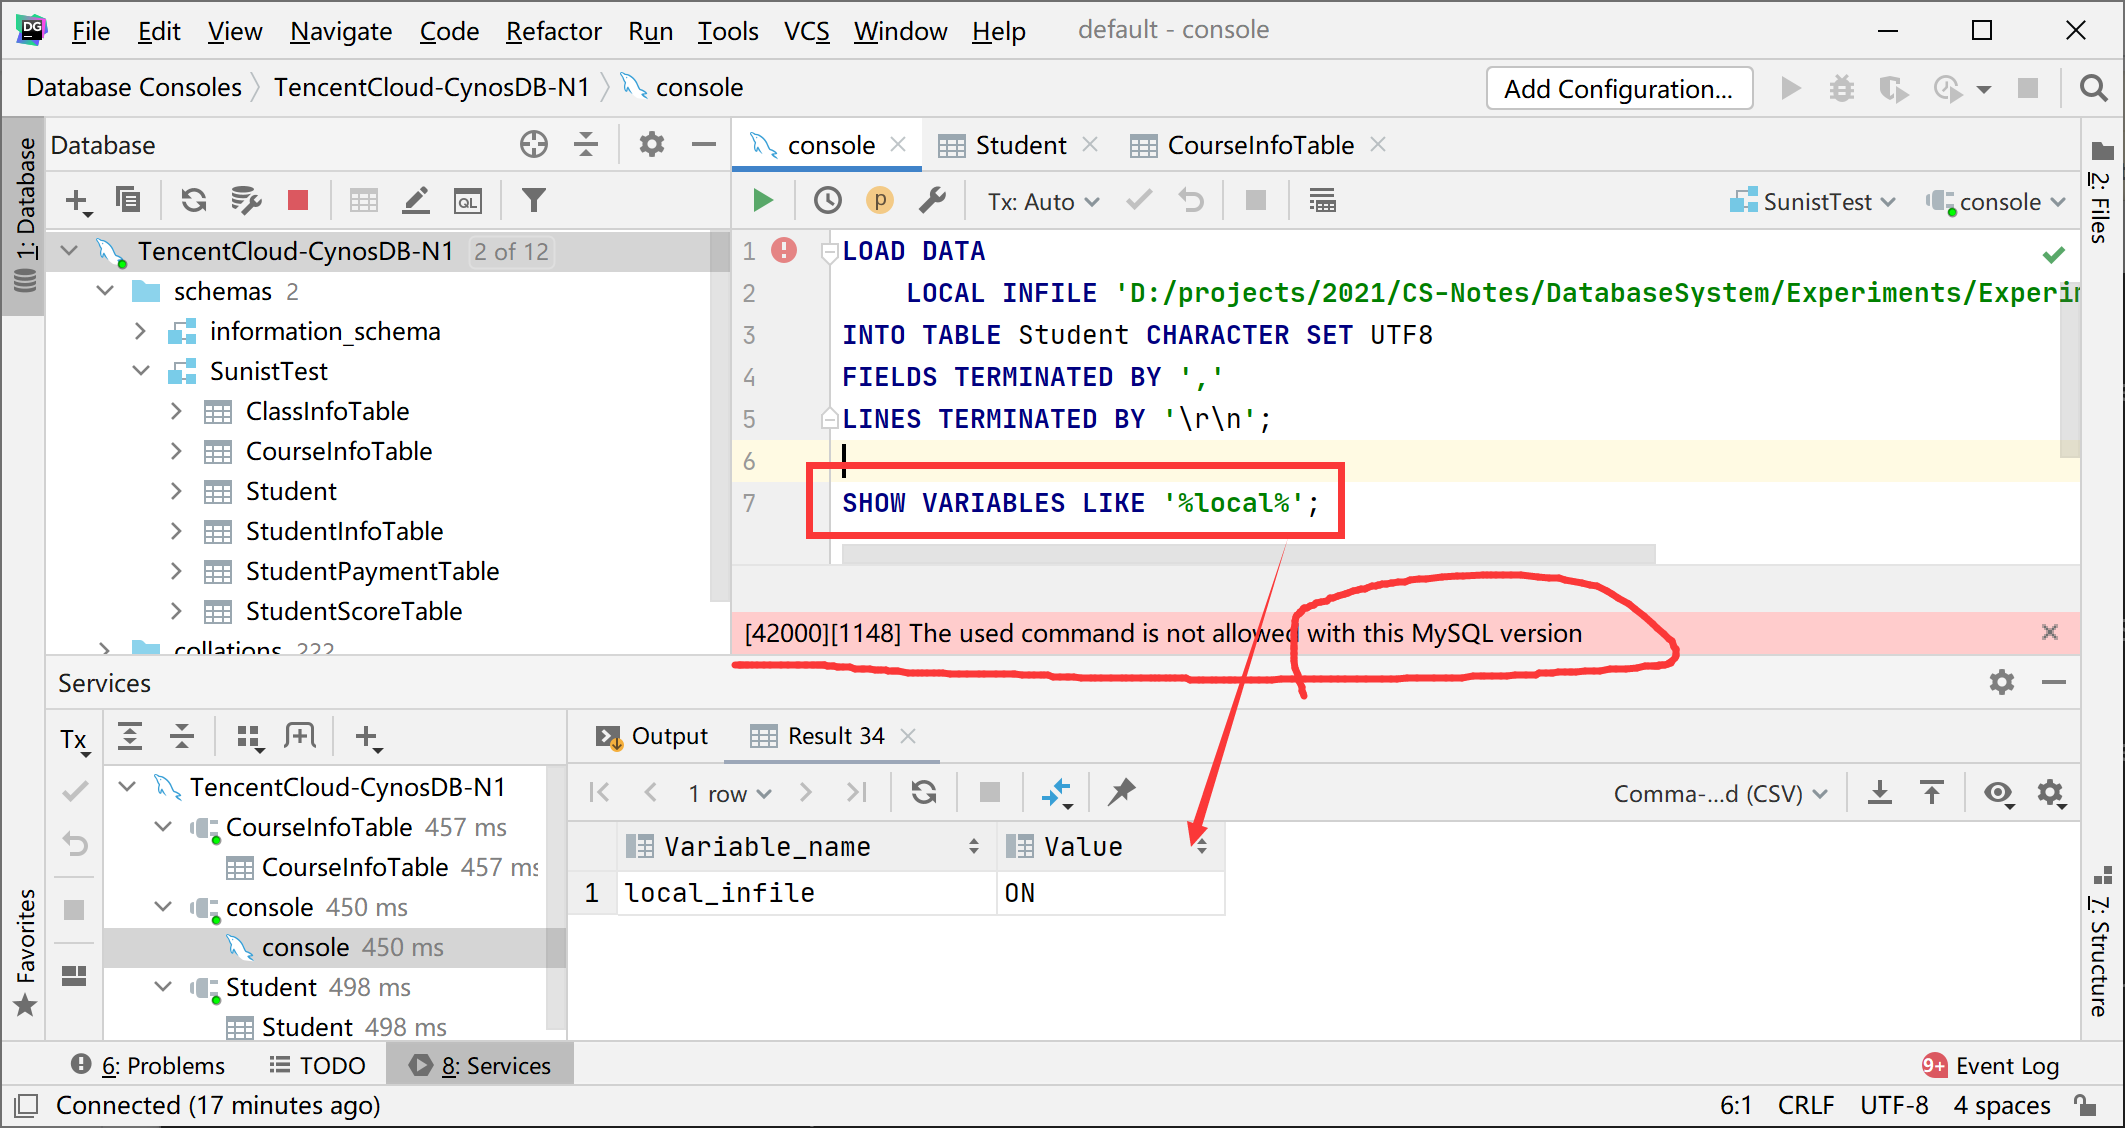 DG File Edit View Navigate Code Refactor Run Tools VCS Window Help default - console
Database Consoles TencentCloud-CynosDB-N1 console Add Configuration...
1: Database
Database
QL
TencentCloud-CynosDB-N1 2 of 12
schemas 2
information_schema
SunistTest
ClassInfoTable
CourseInfoTable
Student
StudentInfoTable
StudentPaymentTable
StudentScoreTable
collations 222
console Student CourseInfoTable
p Tx: Auto SunistTest console
1 LOAD DATA
2 LOCAL INFILE 'D:/projects/2021/CS-Notes/DatabaseSystem/Experiments/Experim
3 INTO TABLE Student CHARACTER SET UTF8
4 FIELDS TERMINATED BY ','
5 LINES TERMINATED BY '\r\n';
6
7 SHOW VARIABLES LIKE '%local%';
[42000][1148] The used command is not allowed with this MySQL version
2: Files
Services
Tx
TencentCloud-CynosDB-N1
CourseInfoTable 457 ms
CourseInfoTable 457 ms
console 450 ms
console 450 ms
Student 498 ms
Student 498 ms
Output Result 34
1 row Comma-...d (CSV)
Variable_name Value
1 local_infile ON
Favorites
7: Structure
6: Problems TODO 8: Services 9+ Event Log
Connected (17 minutes ago) 6:1 CRLF UTF-8 4 spaces